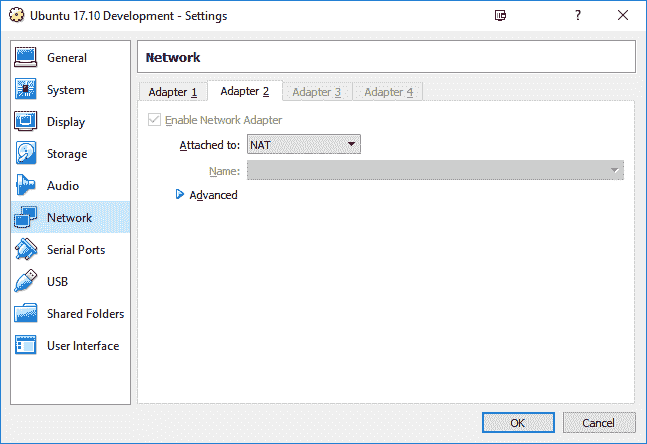 Ubuntu 17.10 Development - Settings
?
General
System
Display
Storage
Audio
Network
Serial Ports
USB
Shared Folders
User Interface
Network
Adapter 1 Adapter 2 Adapter 3 Adapter 4
Enable Network Adapter
Attached to: NAT
Name:
Advanced
OK Cancel